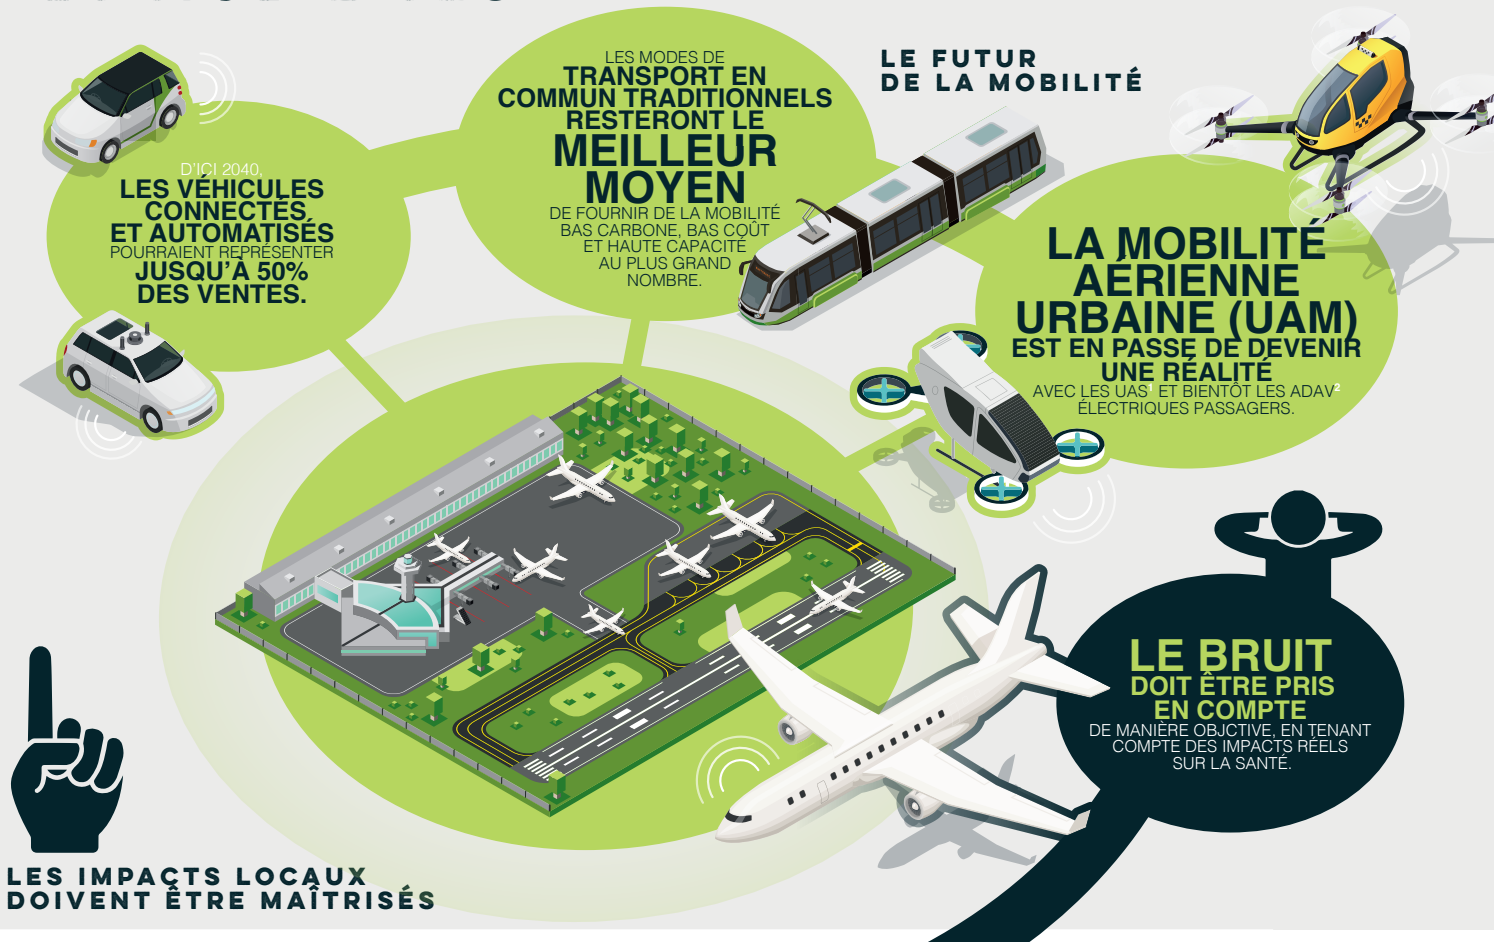 LE FUTUR
DE LA MOBILITÉ
D'ICI 2040,
LES VÉHICULES
CONNECTÉS
ET AUTOMATISÉS
POURRAIENT REPRÉSENTER
JUSQU'À 50%
DES VENTES.
LES MODES DE
TRANSPORT EN
COMMUN TRADITIONNELS
RESTERONT LE
MEILLEUR
MOYEN
DE FOURNIR DE LA MOBILITÉ
BAS CARBONE, BAS COÛT
ET HAUTE CAPACITÉ
AU PLUS GRAND
NOMBRE.
LA MOBILITÉ
AÉRIENNE
URBAINE (UAM)
EST EN PASSE DE DEVENIR
UNE RÉALITÉ
AVEC LES UAS¹ ET BIENTÔT LES ADAV²
ÉLECTRIQUES PASSAGERS.
LE BRUIT
DOIT ÊTRE PRIS
EN COMPTE
DE MANIÈRE OBJCTIVE, EN TENANT
COMPTE DES IMPACTS RÉELS
SUR LA SANTÉ.
LES IMPACTS LOCAUX
DOIVENT ÊTRE MAÎTRISÉS